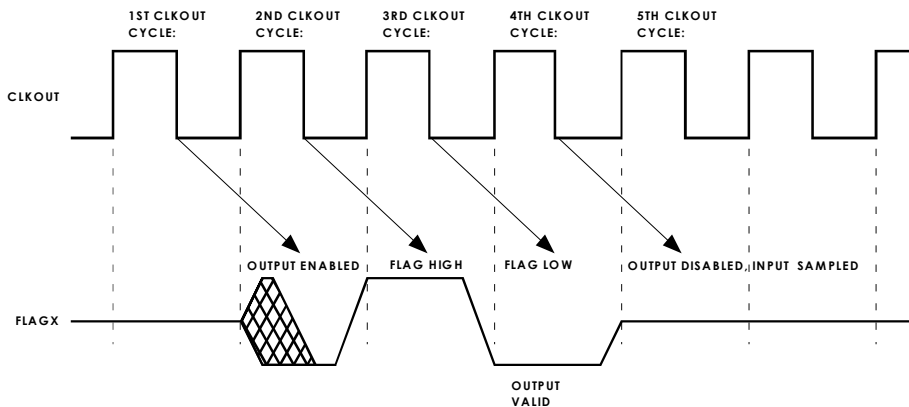 1ST CLKOUT
CYCLE:
2ND CLKOUT
CYCLE:
3RD CLKOUT
CYCLE:
4TH CLKOUT
CYCLE:
5TH CLKOUT
CYCLE:
CLKOUT
OUTPUT ENABLED
FLAG HIGH
FLAG LOW
OUTPUT DISABLED, INPUT SAMPLED
FLAGX
OUTPUT
VALID